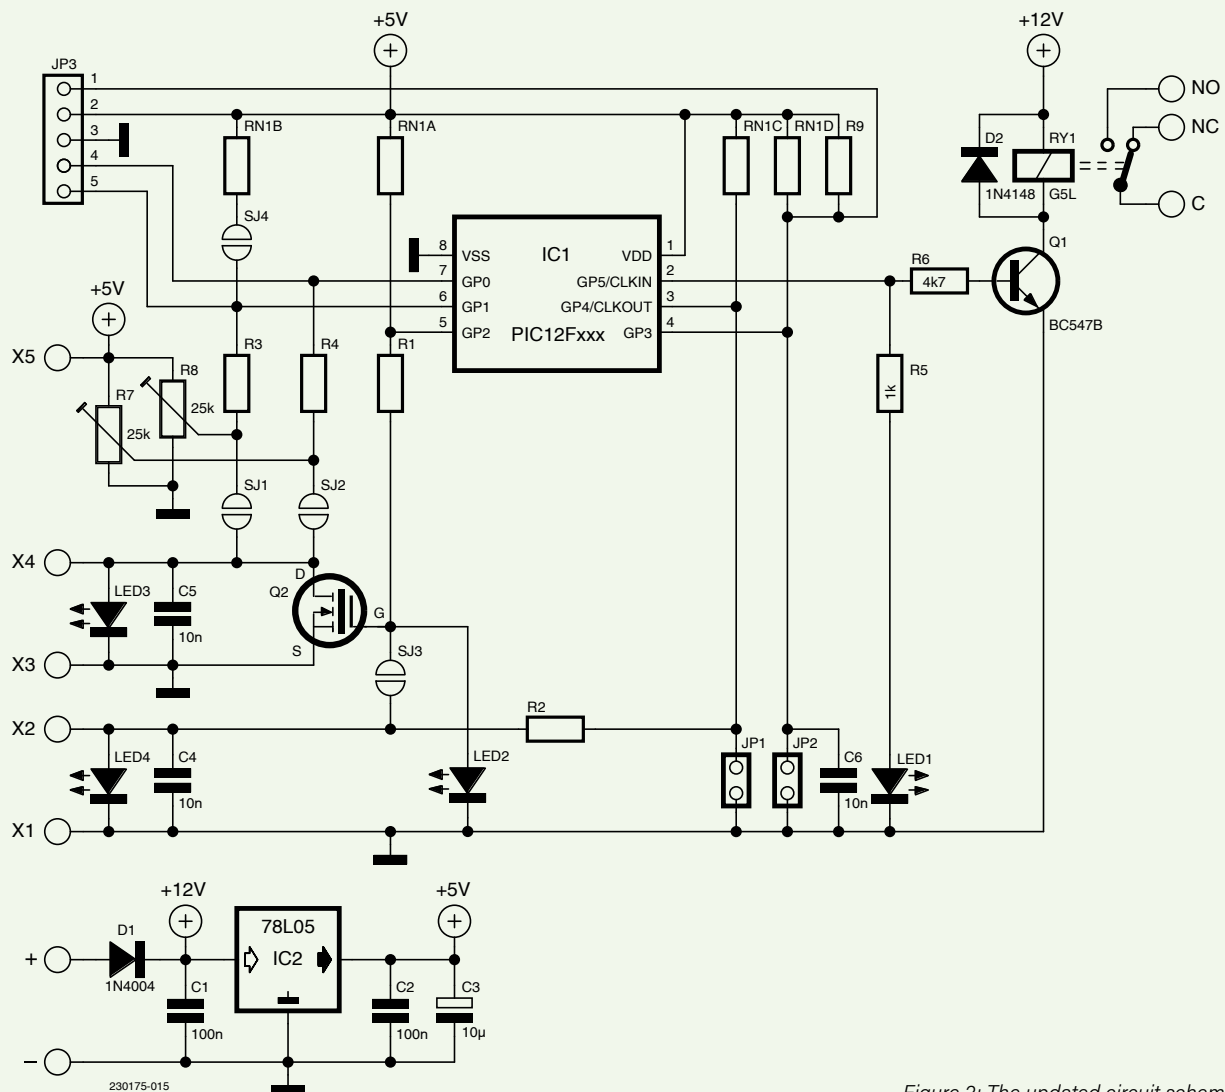 +5V
+12V
JP3
1
2
3
4
5
RN1B
RN1A
RN1C
RN1D
R9
D2
1N4148
RY1
G5L
NO
NC
C
SJ4
8
VSS
7
GP0
6
GP1
5
GP2
IC1
PIC12Fxxx
VDD
1
GP5/CLKIN
2
GP4/CLKOUT
3
GP3
4
R6
4k7
Q1
BC547B
+5V
X5
R7
25k
R8
25k
R3
R4
R1
R5
1k
SJ1
SJ2
X4
LED3
C5
10n
Q2
D
G
S
SJ3
X3
X2
R2
LED4
C4
10n
LED2
JP1
JP2
C6
10n
LED1
X1
+12V
+5V
D1
1N4004
78L05
IC2
+
C1
100n
C2
100n
C3
10µ
–
230175-015
Figure 2: The updated circuit schem